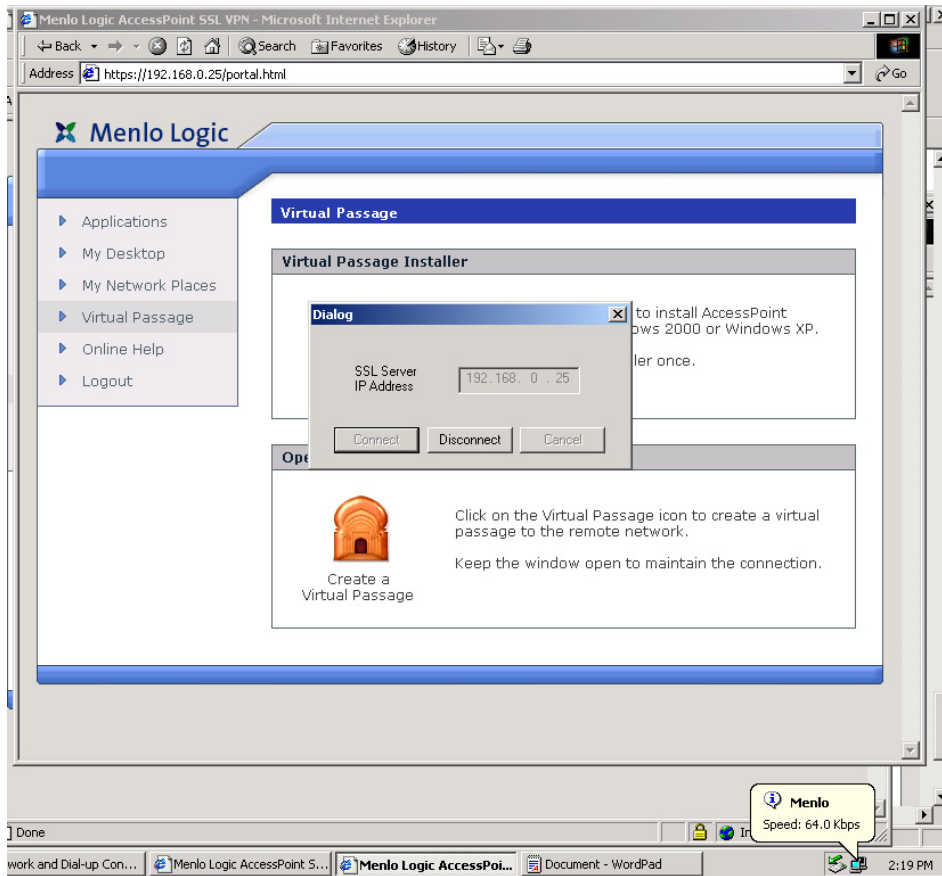 Menlo Logic AccessPoint SSL VPN - Microsoft Internet Explorer
Back Search Favorites History
Address https://192.168.0.25/portal.html Go
Menlo Logic
Applications
My Desktop
My Network Places
Virtual Passage
Online Help
Logout
Virtual Passage
Virtual Passage Installer
to install AccessPoint
ows 2000 or Windows XP.
ler once.
Dialog
SSL Server
IP Address
192.168. 0 . 25
Connect Disconnect Cancel
Ope
Create a
Virtual Passage
Click on the Virtual Passage icon to create a virtual
passage to the remote network.
Keep the window open to maintain the connection.
Menlo
Speed: 64.0 Kbps
Done
In
work and Dial-up Con... Menlo Logic AccessPoint S... Menlo Logic AccessPoi... Document - WordPad 2:19 PM